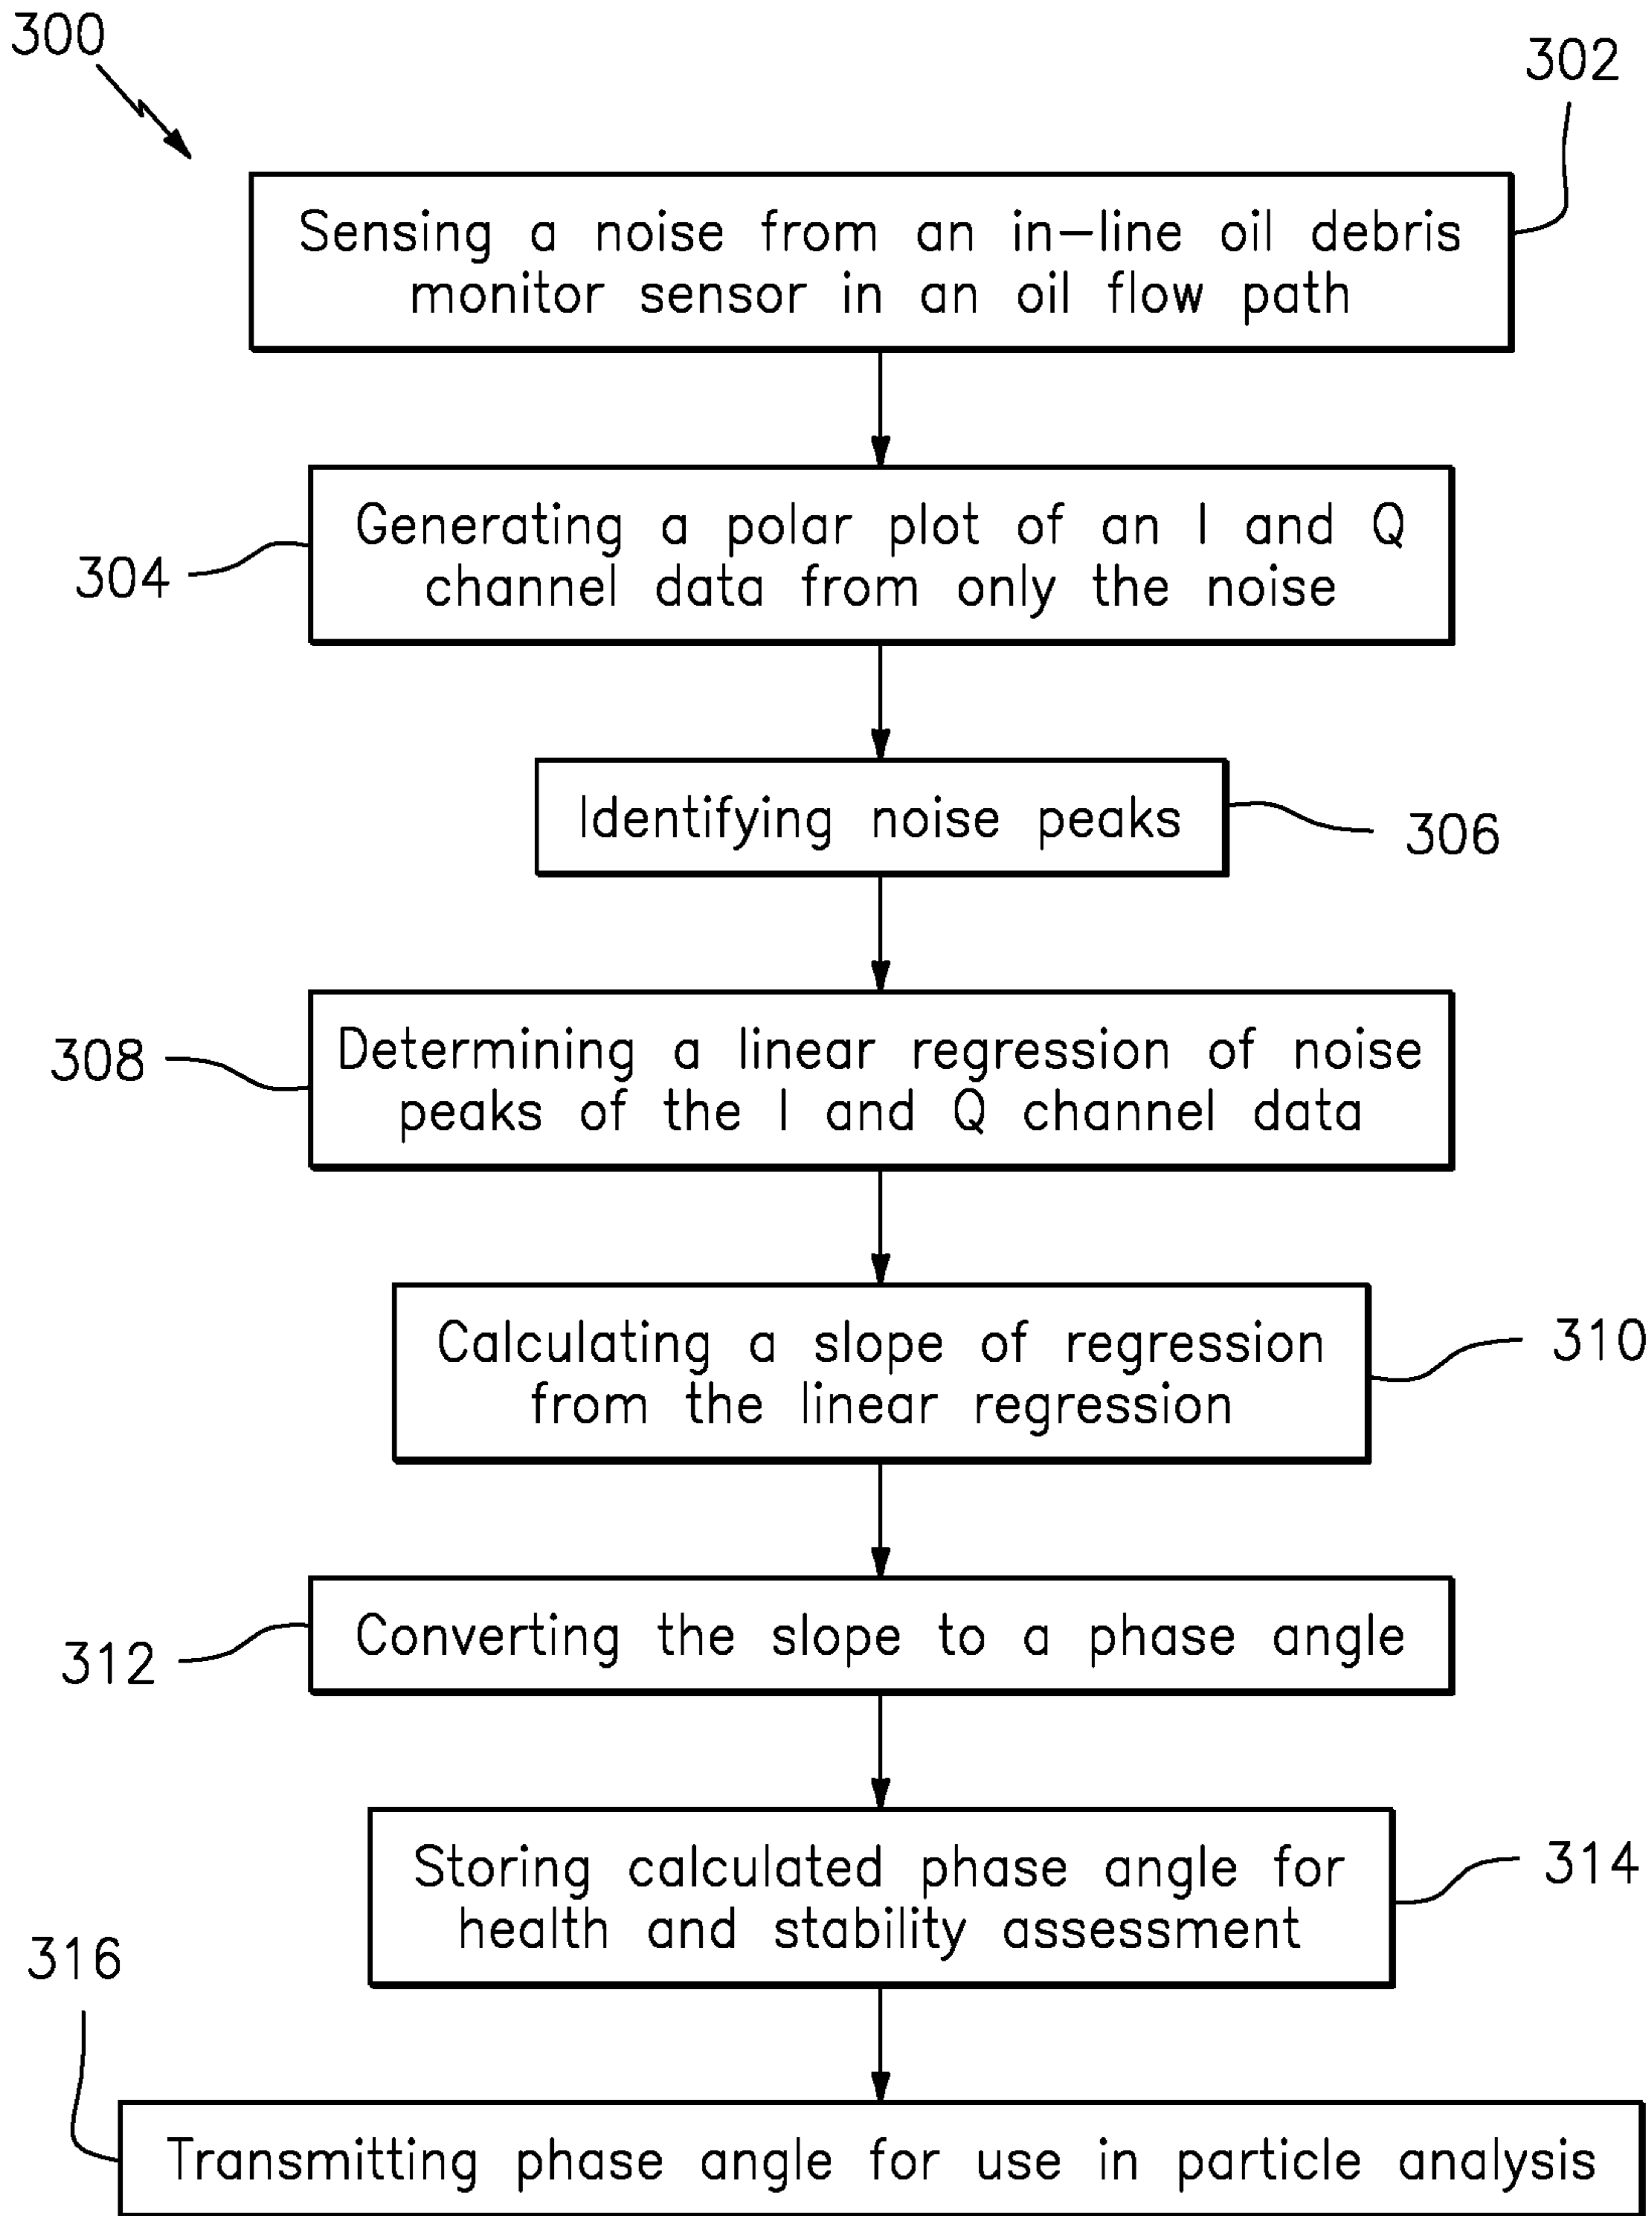 300
302
Sensing a noise from an in-line oil debris
monitor sensor in an oil flow path
304
Generating a polar plot of an I and Q
channel data from only the noise
Identifying noise peaks
306
308
Determining a linear regression of noise
peaks of the I and Q channel data
310
Calculating a slope of regression
from the linear regression
312
Converting the slope to a phase angle
314
Storing calculated phase angle for
health and stability assessment
316
Transmitting phase angle for use in particle analysis